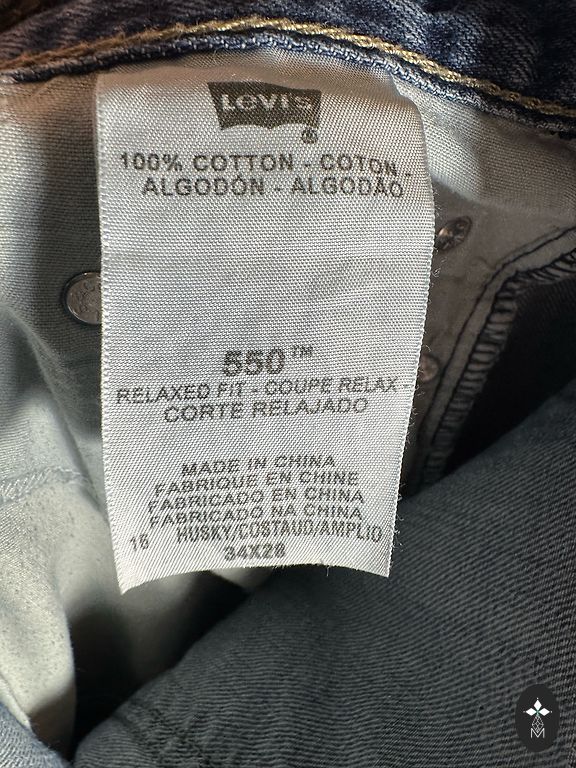 Levi's
®
100% COTTON - COTON -
ALGODÓN - ALGODÃO
550™
RELAXED FIT - COUPE RELAX -
CORTE RELAJADO
MADE IN CHINA
FABRIQUE EN CHINE
FABRICADO EN CHINA
FABRICADO NA CHINA
16 HUSKY/COSTAUD/AMPLIO
34X28
M